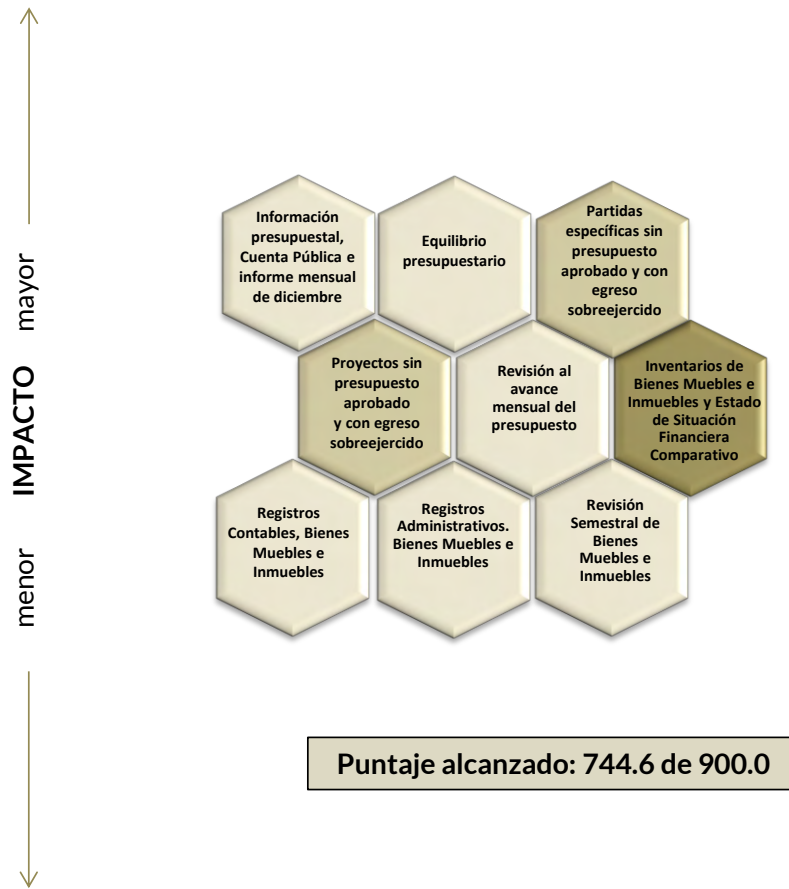 mayor
IMPACTO
menor
Información
presupuestal,
Cuenta Pública e
informe mensual
de diciembre
Equilibrio
presupuestario
Partidas
específicas sin
presupuesto
aprobado y con
egreso
sobreejercido
Proyectos sin
presupuesto
aprobado
y con egreso
sobreejercido
Revisión al
avance
mensual del
presupuesto
Inventarios de
Bienes Muebles e
Inmuebles y Estado
de Situación
Financiera
Comparativo
Registros
Contables, Bienes
Muebles e
Inmuebles
Registros
Administrativos.
Bienes Muebles e
Inmuebles
Revisión
Semestral de
Bienes
Muebles e
Inmuebles
Puntaje alcanzado: 744.6 de 900.0